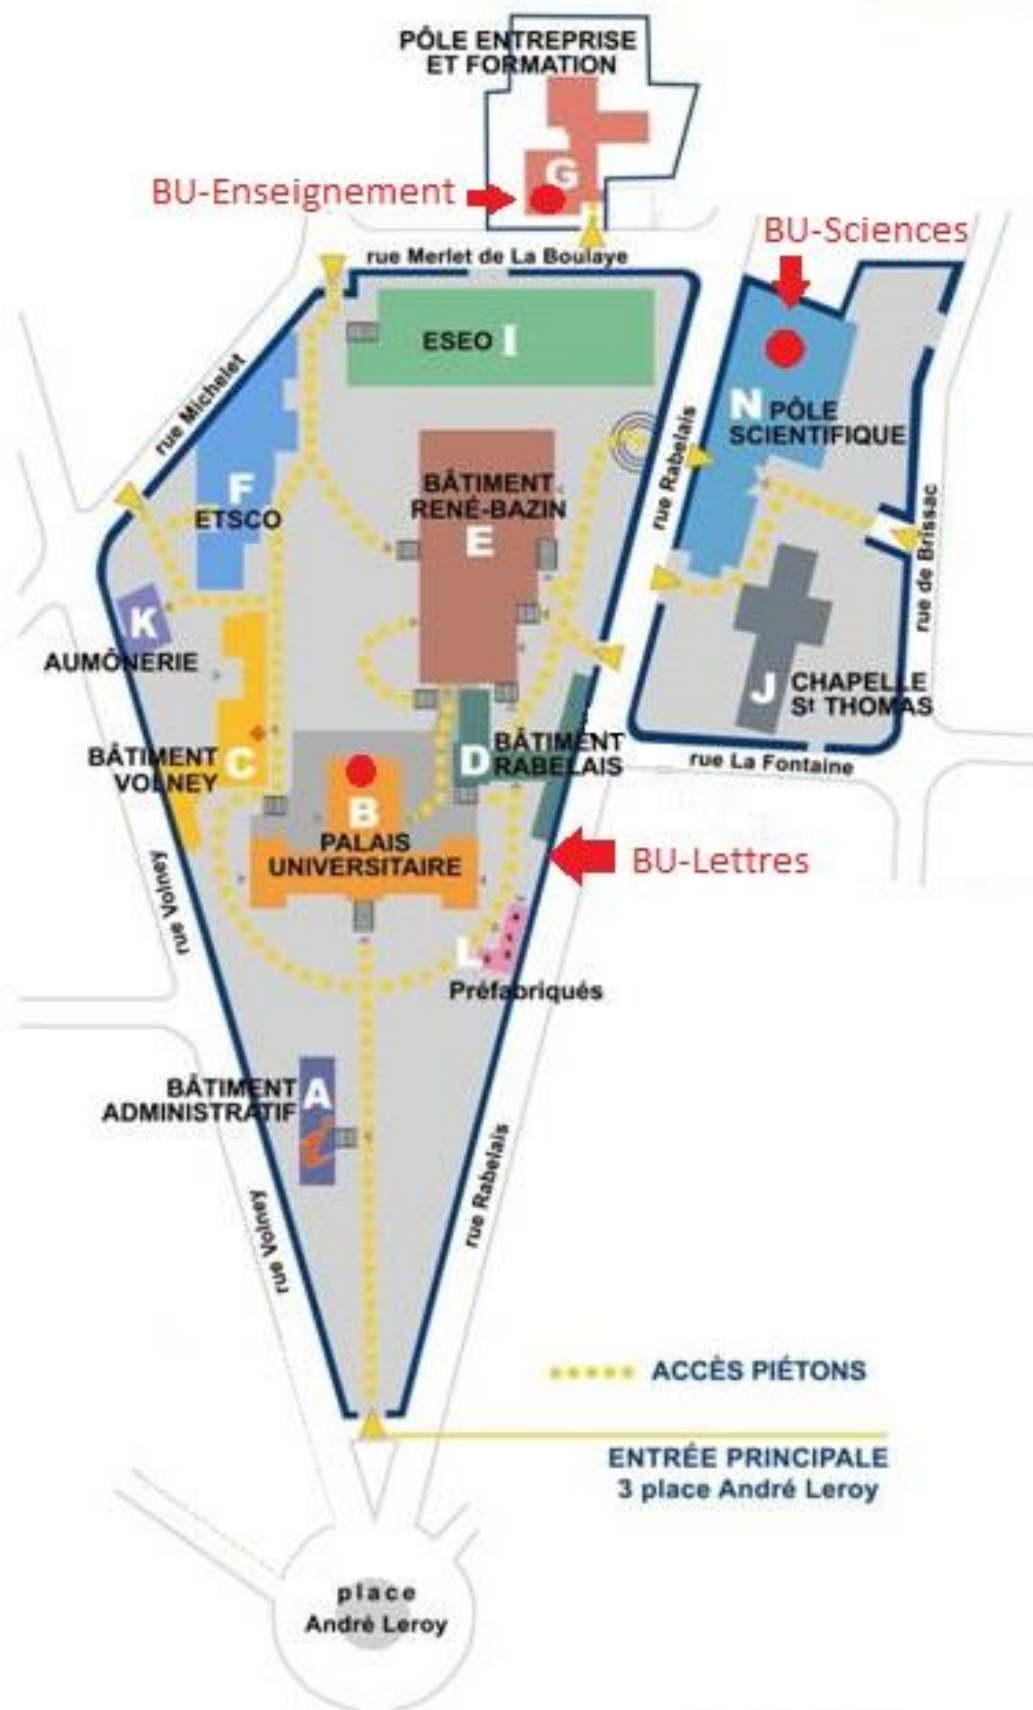 PÔLE ENTREPRISE
ET FORMATION
G
BU-Enseignement
BU-Sciences
rue Merlet de La Boulaye
ESEO I
rue Michelet
N PÔLE
SCIENTIFIQUE
rue Rabelais
F
ETSCO
BÂTIMENT
RENÉ-BAZIN
E
rue de Brissac
K
AUMÔNERIE
J CHAPELLE
St THOMAS
BÂTIMENT
VOLNEY
C
D BÂTIMENT
RABELAIS
rue La Fontaine
B
PALAIS
UNIVERSITAIRE
BU-Lettres
rue Volney
L
Préfabriqués
BÂTIMENT
ADMINISTRATIF
A
i
rue Volney
rue Rabelais
ACCÈS PIÉTONS
ENTRÉE PRINCIPALE
3 place André Leroy
place
André Leroy